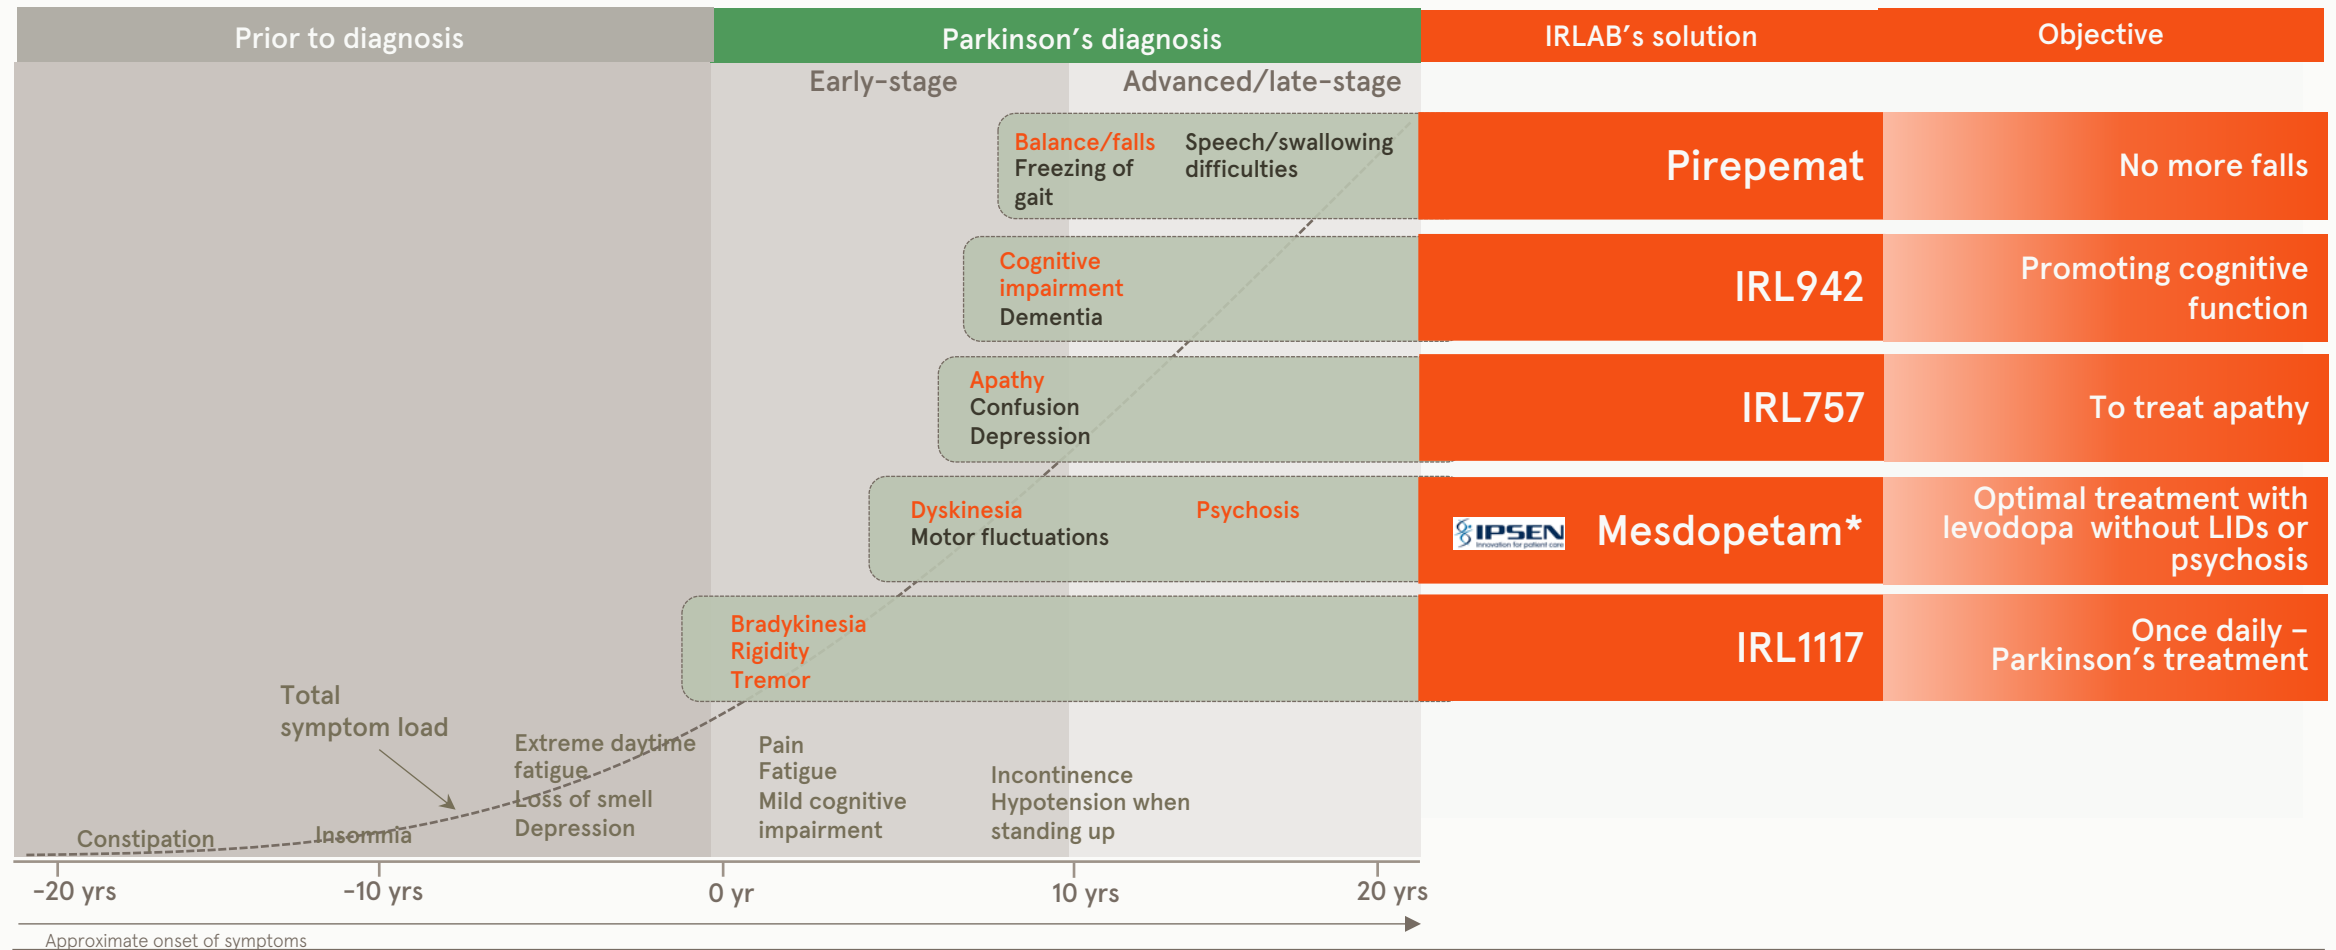 Prior to diagnosis
Parkinson's diagnosis
IRLAB's solution
Objective
Early-stage
Advanced/late-stage
Balance/falls
Freezing of
gait
Speech/swallowing
difficulties
Pirepemat
No more falls
Cognitive
impairment
Dementia
IRL942
Promoting cognitive
function
Apathy
Confusion
Depression
IRL757
To treat apathy
Dyskinesia
Motor fluctuations
Psychosis
IPSEN
Innovation for patient care
Mesdopetam*
Optimal treatment with
levodopa without LIDs or
psychosis
Bradykinesia
Rigidity
Tremor
IRL1117
Once daily –
Parkinson's treatment
Total
symptom load
Constipation
Insomnia
Extreme daytime
fatigue
Loss of smell
Depression
Pain
Fatigue
Mild cognitive
impairment
Incontinence
Hypotension when
standing up
-20 yrs
-10 yrs
0 yr
10 yrs
20 yrs
Approximate onset of symptoms